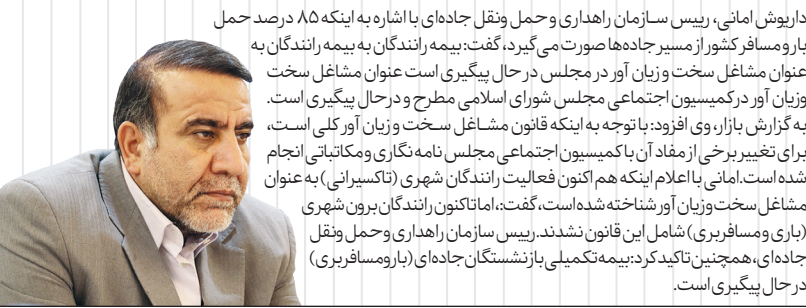 داریوش امانی، رییس سازمان راهداری و حمل ونقل جاده‌ای با اشاره به اینکه ۸۵ درصد حمل
بار و مسافر کشور از مسیر جاده‌ها صورت می‌گیرد، گفت: بیمه رانندگان به بیمه رانندگان به
عنوان مشاغل سخت و زیان آور در مجلس در حال پیگیری است عنوان مشاغل سخت
وزیان آور در کمیسیون اجتماعی مجلس شورای اسلامی مطرح و درحال پیگیری است.
به گزارش بازار، وی افزود: با توجه به اینکه قانون مشاغل سخت و زیان آور کلی است،
برای تغییر برخی از مفاد آن با کمیسیون اجتماعی مجلس نامه نگاری و مکاتباتی انجام
شده است. امانی با اعلام اینکه هم اکنون فعالیت رانندگان شهری (تاکسیرانی) به عنوان
مشاغل سخت وزیان آور شناخته شده است، گفت:، اما تاکنون رانندگان برون شهری
(باری و مسافربری) شامل این قانون نشدند. رییس سازمان راهداری وحمل ونقل
جاده‌ای، همچنین تاکید کرد: بیمه تکمیلی بازنشستگان جاده‌ای (بارو مسافربری)
در حال پیگیری است.